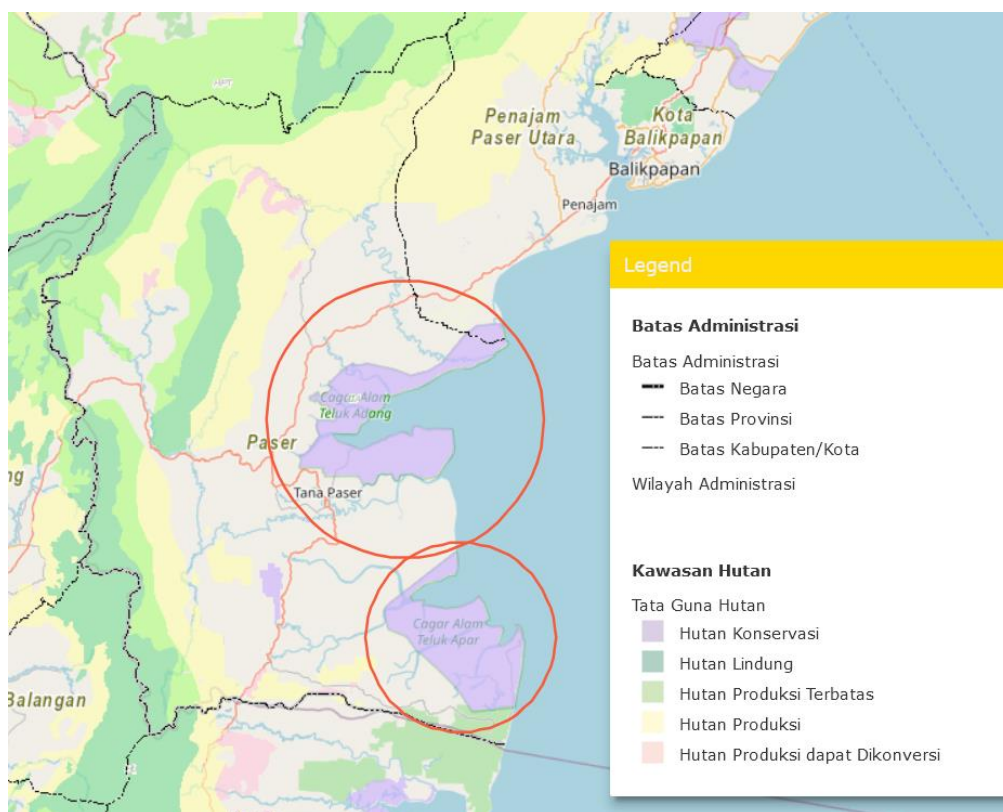 HPT
Penajam
Paser Utara
Kota
Balikpapan
Balikpapan
Penajam
Cagar Alam
Teluk Adang
Paser
Tana Paser
Cagar Alam
Teluk Apar
ng
Balangan
Legend
Batas Administrasi
Batas Administrasi
Batas Negara
Batas Provinsi
Batas Kabupaten/Kota
Wilayah Administrasi
Kawasan Hutan
Tata Guna Hutan
Hutan Konservasi
Hutan Lindung
Hutan Produksi Terbatas
Hutan Produksi
Hutan Produksi dapat Dikonversi